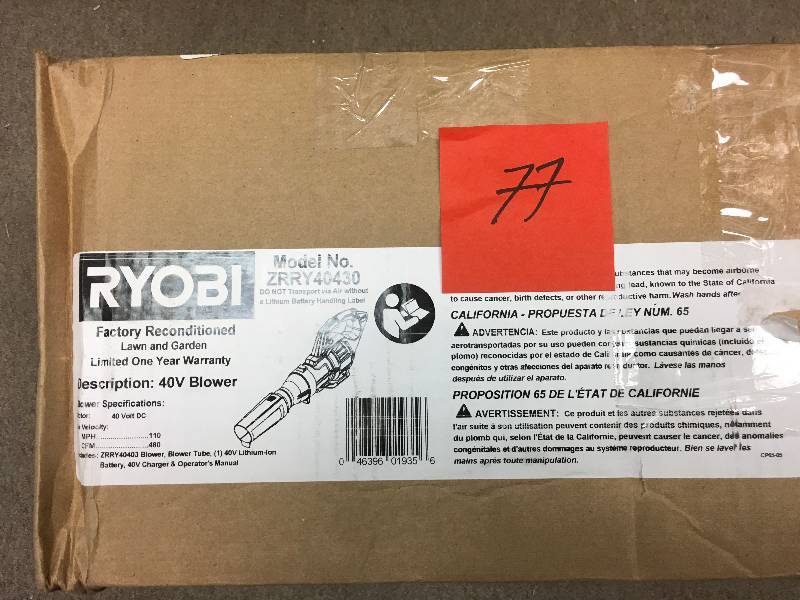 77
RYOBI
Model No.
ZRRY40430
DO NOT Transport via Air without
a Lithium Battery Handling Label
Factory Reconditioned
Lawn and Garden
Limited One Year Warranty
Description: 40V Blower
Blower Specifications:
40 Volt DC
Velocity:
MPH....................110
CFM....................480
ZRRY40403 Blower, Blower Tube, (1) 40V Lithium-Ion
Battery, 40V Charger & Operator's Manual
0 46396 01935 6
substances that may become airborne
lead, known to the State of California
to cause cancer, birth defects, or other reproductive harm. Wash hands after
CALIFORNIA - PROPUESTA DE LEY NÚM. 65
ADVERTENCIA: Este producto y las sustancias que puedan llegar a ser
aerotransportadas por su uso pueden contener sustancias químicas (incluido el
plomo) reconocidas por el estado de California como causantes de cáncer,
congénitos y otras afecciones del aparato reproductor. Lávese las manos
después de utilizar el aparato.
PROPOSITION 65 DE L'ÉTAT DE CALIFORNIE
AVERTISSEMENT: Ce produit et les autres substances rejetées dans
l'air suite à son utilisation peuvent contenir des produits chimiques, notamment
du plomb qui, selon l'État de la Californie, peuvent causer le cancer, des anomalies
congénitales et d'autres dommages au système reproducteur. Bien se laver les
mains après toute manipulation.
CP65-05